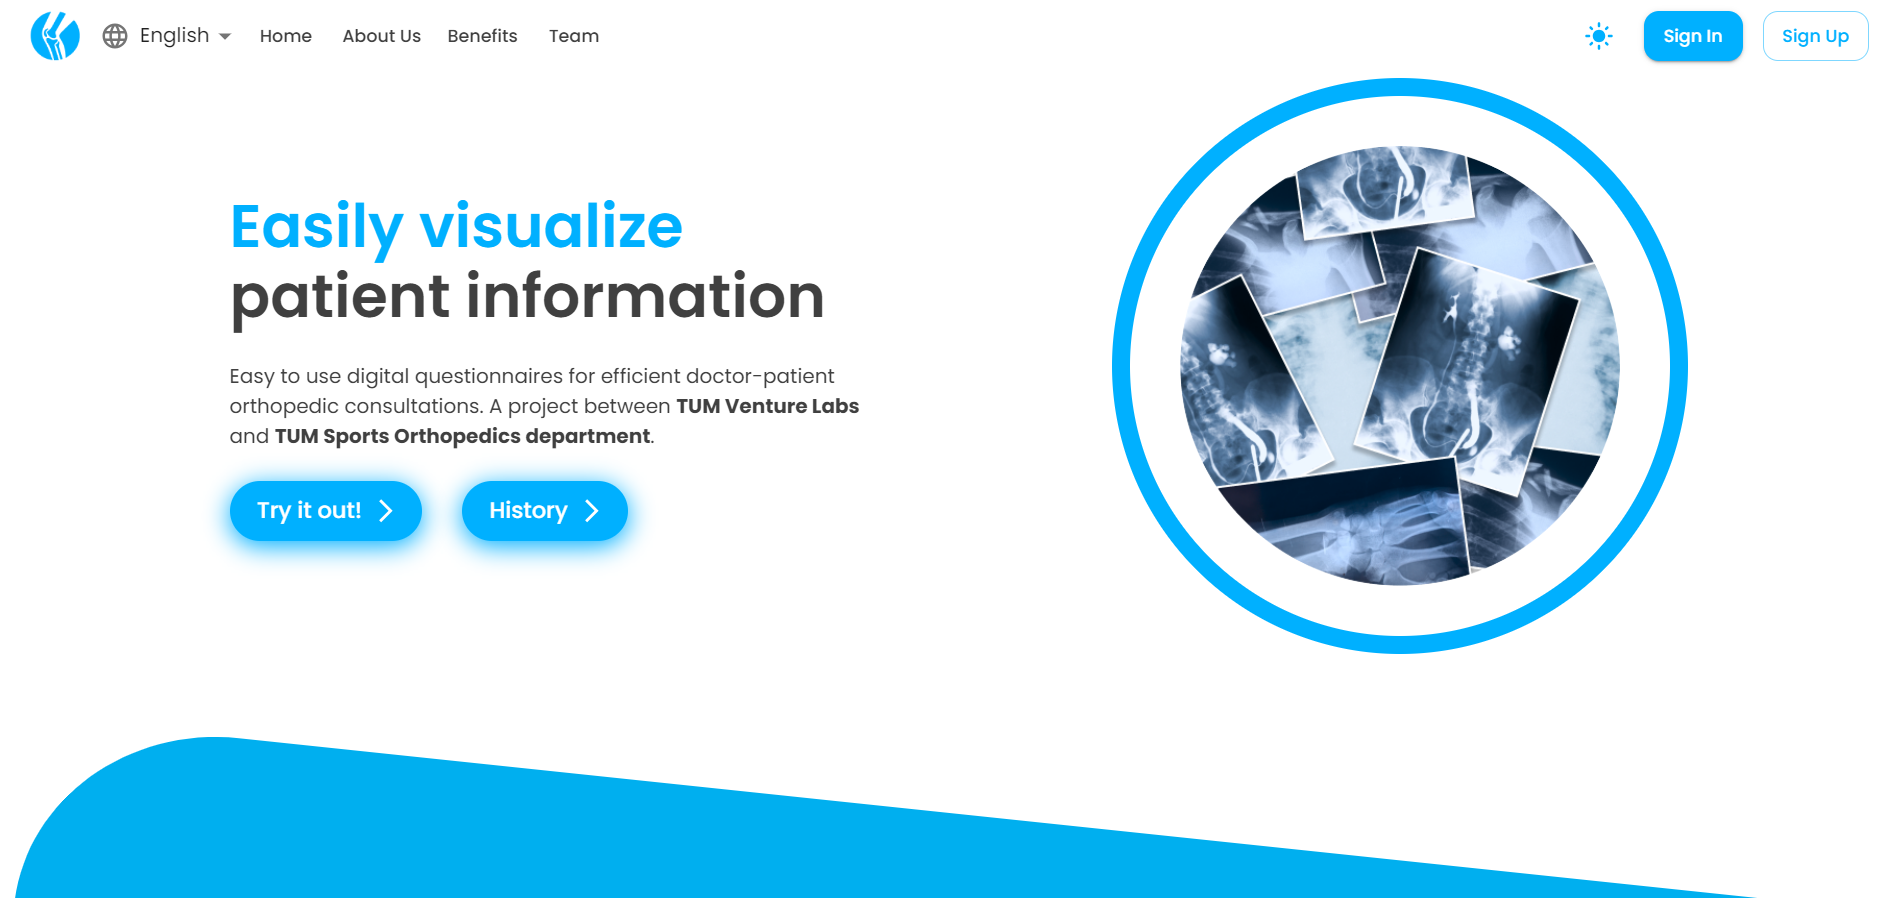 English
Home
About Us
Benefits
Team
Sign In
Sign Up
Easily visualize
patient information
Easy to use digital questionnaires for efficient doctor-patient
orthopedic consultations. A project between TUM Venture Labs
and TUM Sports Orthopedics department.
Try it out!
History